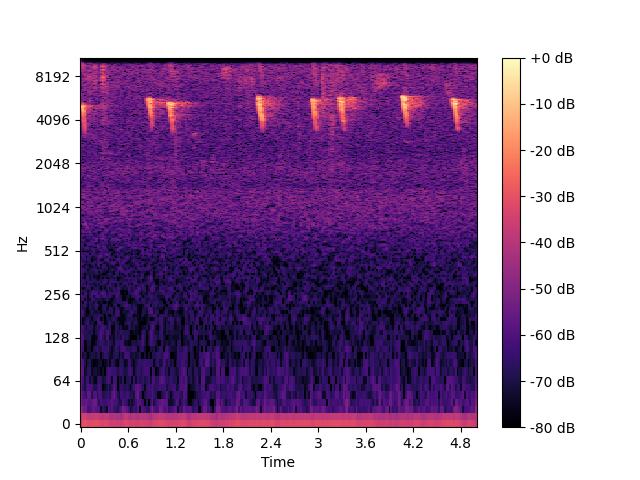 8192
4096
2048
1024
512
256
128
64
0
Hz
0 0.6 1.2 1.8 2.4 3 3.6 4.2 4.8
Time
+0 dB
-10 dB
-20 dB
-30 dB
-40 dB
-50 dB
-60 dB
-70 dB
-80 dB